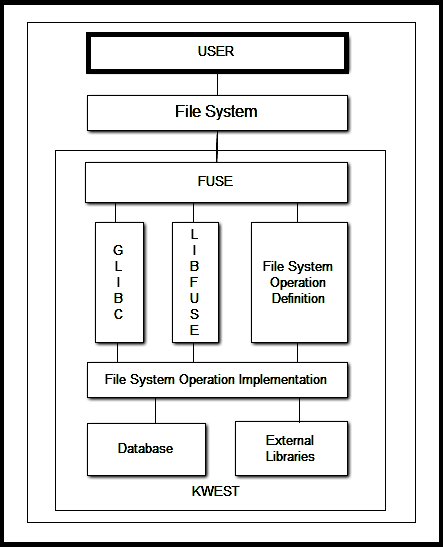 USER
File System
FUSE
G
L
I
B
C
L
I
B
F
U
S
E
File System
Operation
Definition
File System Operation Implementation
Database
External
Libraries
KWEST